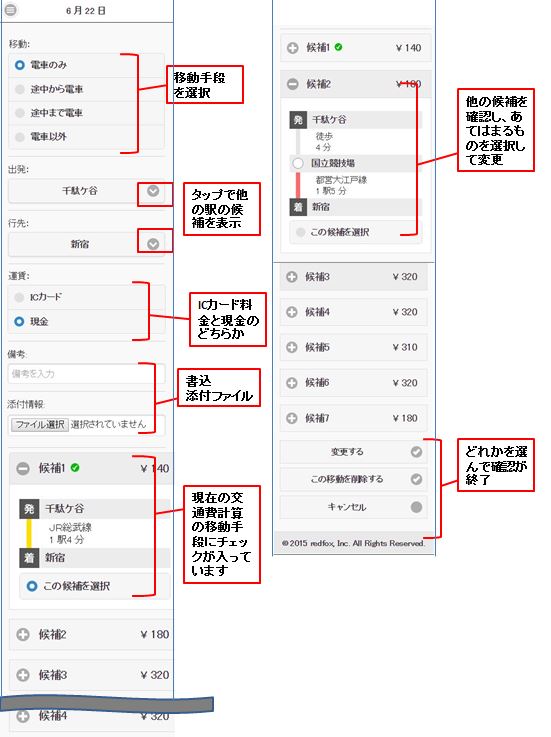 6 月 22 日
移動:
電車のみ
途中から電車
途中まで電車
電車以外
移動手段
を選択
出発:
千駄ケ谷
タップで他
の駅の候
補を表示
行先:
新宿
運賃:
ICカード
現金
ICカード料
金と現金の
どちらか
備考:
備考を入力
添付情報:
ファイル選択 選択されていません
書込
添付ファイル
候補1 ¥ 140
発 千駄ケ谷
JR総武線
1 駅4 分
着 新宿
この候補を選択
現在の交
通費計算
の移動手
段にチェッ
クが入って
います
候補2 ¥ 180
候補3 ¥ 320
候補4 ¥ 320
候補1 ¥ 140
候補2 ¥ 180
発 千駄ケ谷
徒歩
4 分
国立競技場
都営大江戸線
1 駅5 分
着 新宿
この候補を選択
他の候補を
確認し、あ
てはまるも
のを選択し
て変更
候補3 ¥ 320
候補4 ¥ 320
候補5 ¥ 310
候補6 ¥ 320
候補7 ¥ 180
変更する
この移動を削除する
キャンセル
どれかを選
んで確認が
終了
© 2015 redfox, Inc. All Rights Reserved.